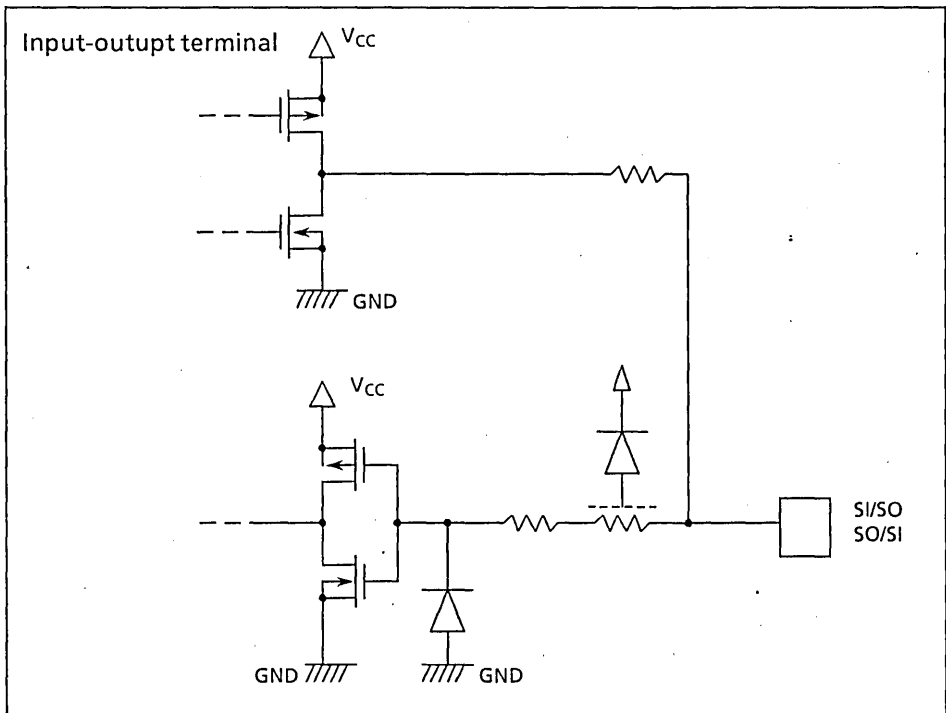 Input-outupt terminal
VCC
GND
VCC
SI/SO
SO/SI
GND
GND